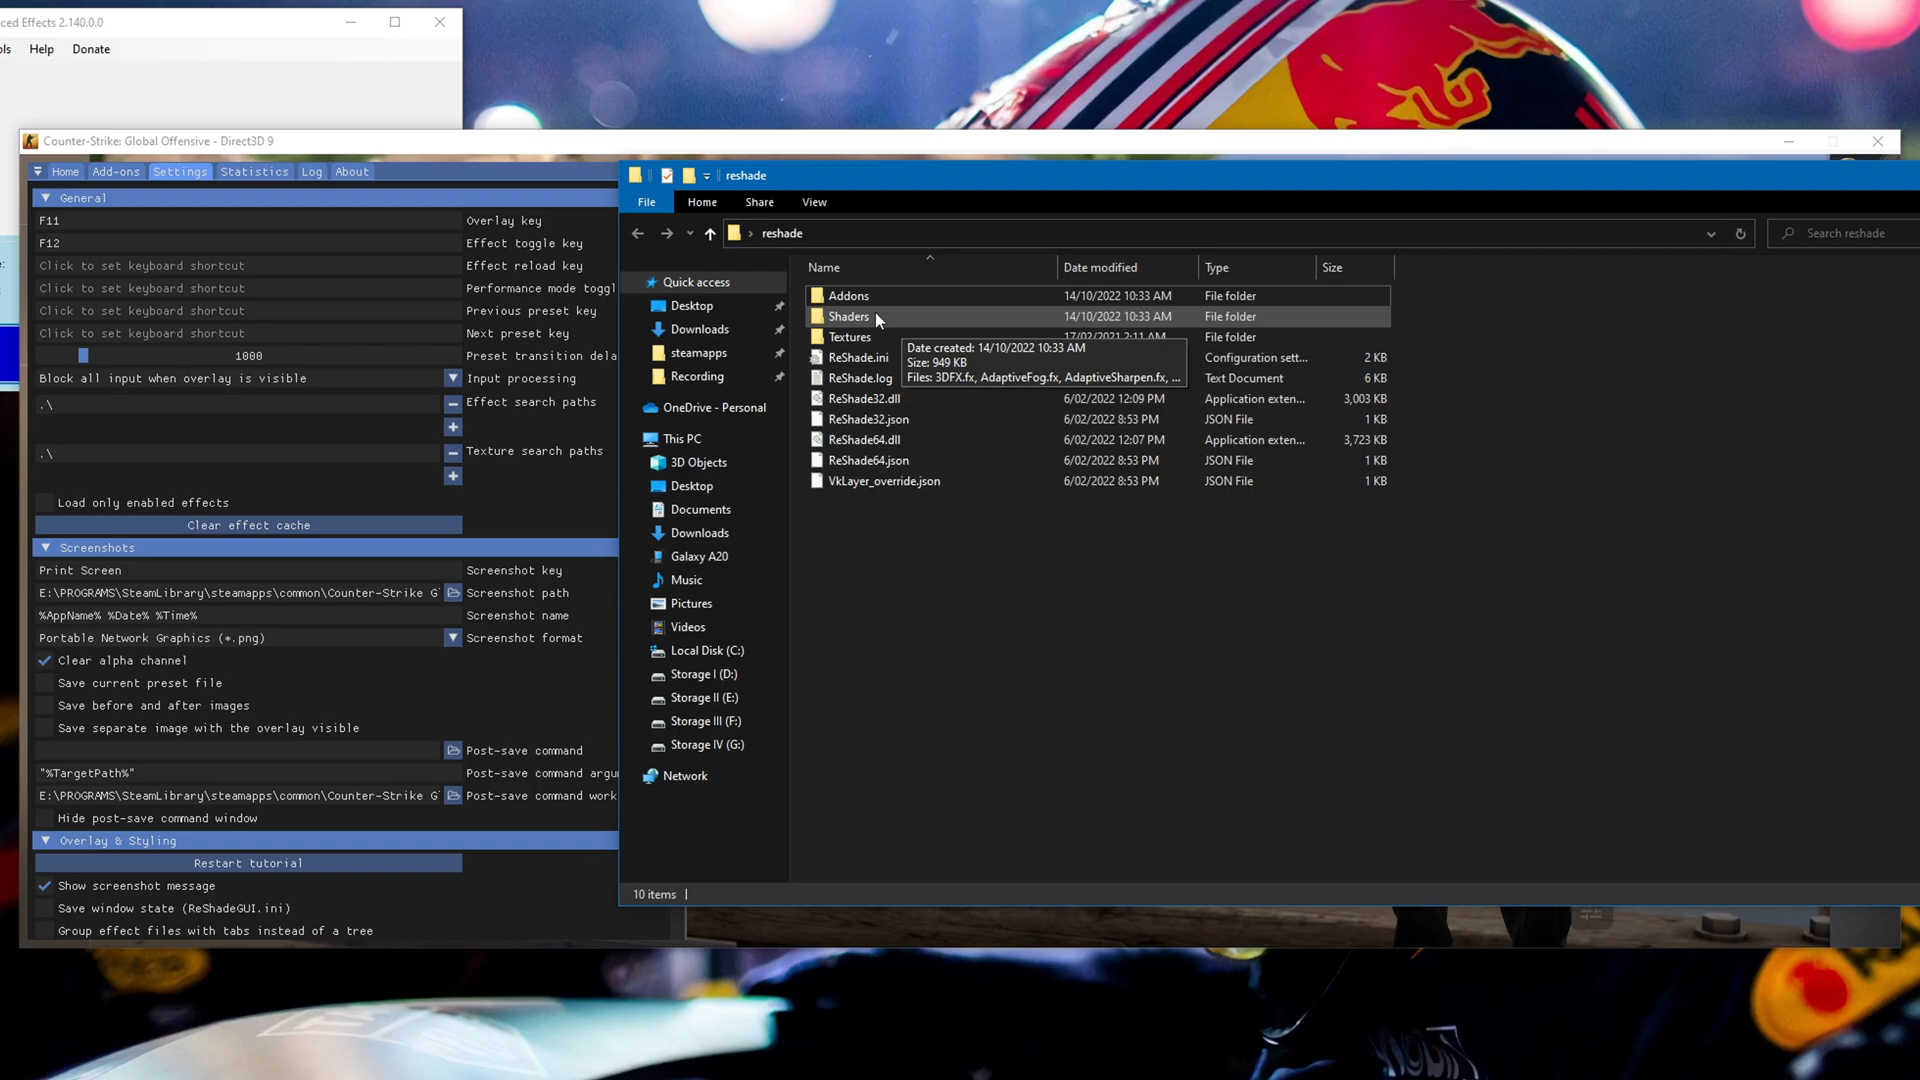 ced Effects 2.140.0.0
ols Help Donate
Counter-Strike: Global Offensive - Direct3D 9
Home Add-ons Settings Statistics Log About
General
F11 Overlay key
F12 Effect toggle key
Click to set keyboard shortcut Effect reload key
Click to set keyboard shortcut Performance mode toggl
Click to set keyboard shortcut Previous preset key
Click to set keyboard shortcut Next preset key
1000 Preset transition dela
Block all input when overlay is visible Input processing
.\ Effect search paths
.\ Texture search paths
Load only enabled effects
Clear effect cache
Screenshots
Print Screen Screenshot key
E:\PROGRAMS\SteamLibrary\steamapps\common\Counter-Strike G Screenshot path
%AppName% %Date% %Time% Screenshot name
Portable Network Graphics (*.png) Screenshot format
Clear alpha channel
Save current preset file
Save before and after images
Save separate image with the overlay visible
Post-save command
"%TargetPath%" Post-save command argu
E:\PROGRAMS\SteamLibrary\steamapps\common\Counter-Strike G Post-save command work
Hide post-save command window
Overlay & Styling
Restart tutorial
Show screenshot message
Save window state (ReShadeGUI.ini)
Group effect files with tabs instead of a tree
reshade
File Home Share View
reshade
Search reshade
Quick access
Desktop
Downloads
steamapps
Recording
OneDrive - Personal
This PC
3D Objects
Desktop
Documents
Downloads
Galaxy A20
Music
Pictures
Videos
Local Disk (C:)
Storage I (D:)
Storage II (E:)
Storage III (F:)
Storage IV (G:)
Network
Name Date modified Type Size
Addons 14/10/2022 10:33 AM File folder
Shaders 14/10/2022 10:33 AM File folder
Textures 17/02/2021 2:11 AM File folder
ReShade.ini Configuration sett... 2 KB
ReShade.log Text Document 6 KB
ReShade32.dll 6/02/2022 12:09 PM Application exten... 3,003 KB
ReShade32.json 6/02/2022 8:53 PM JSON File 1 KB
ReShade64.dll 6/02/2022 12:07 PM Application exten... 3,723 KB
ReShade64.json 6/02/2022 8:53 PM JSON File 1 KB
VkLayer_override.json 6/02/2022 8:53 PM JSON File 1 KB
Date created: 14/10/2022 10:33 AM
Size: 949 KB
Files: 3DFX.fx, AdaptiveFog.fx, AdaptiveSharpen.fx, ...
10 items